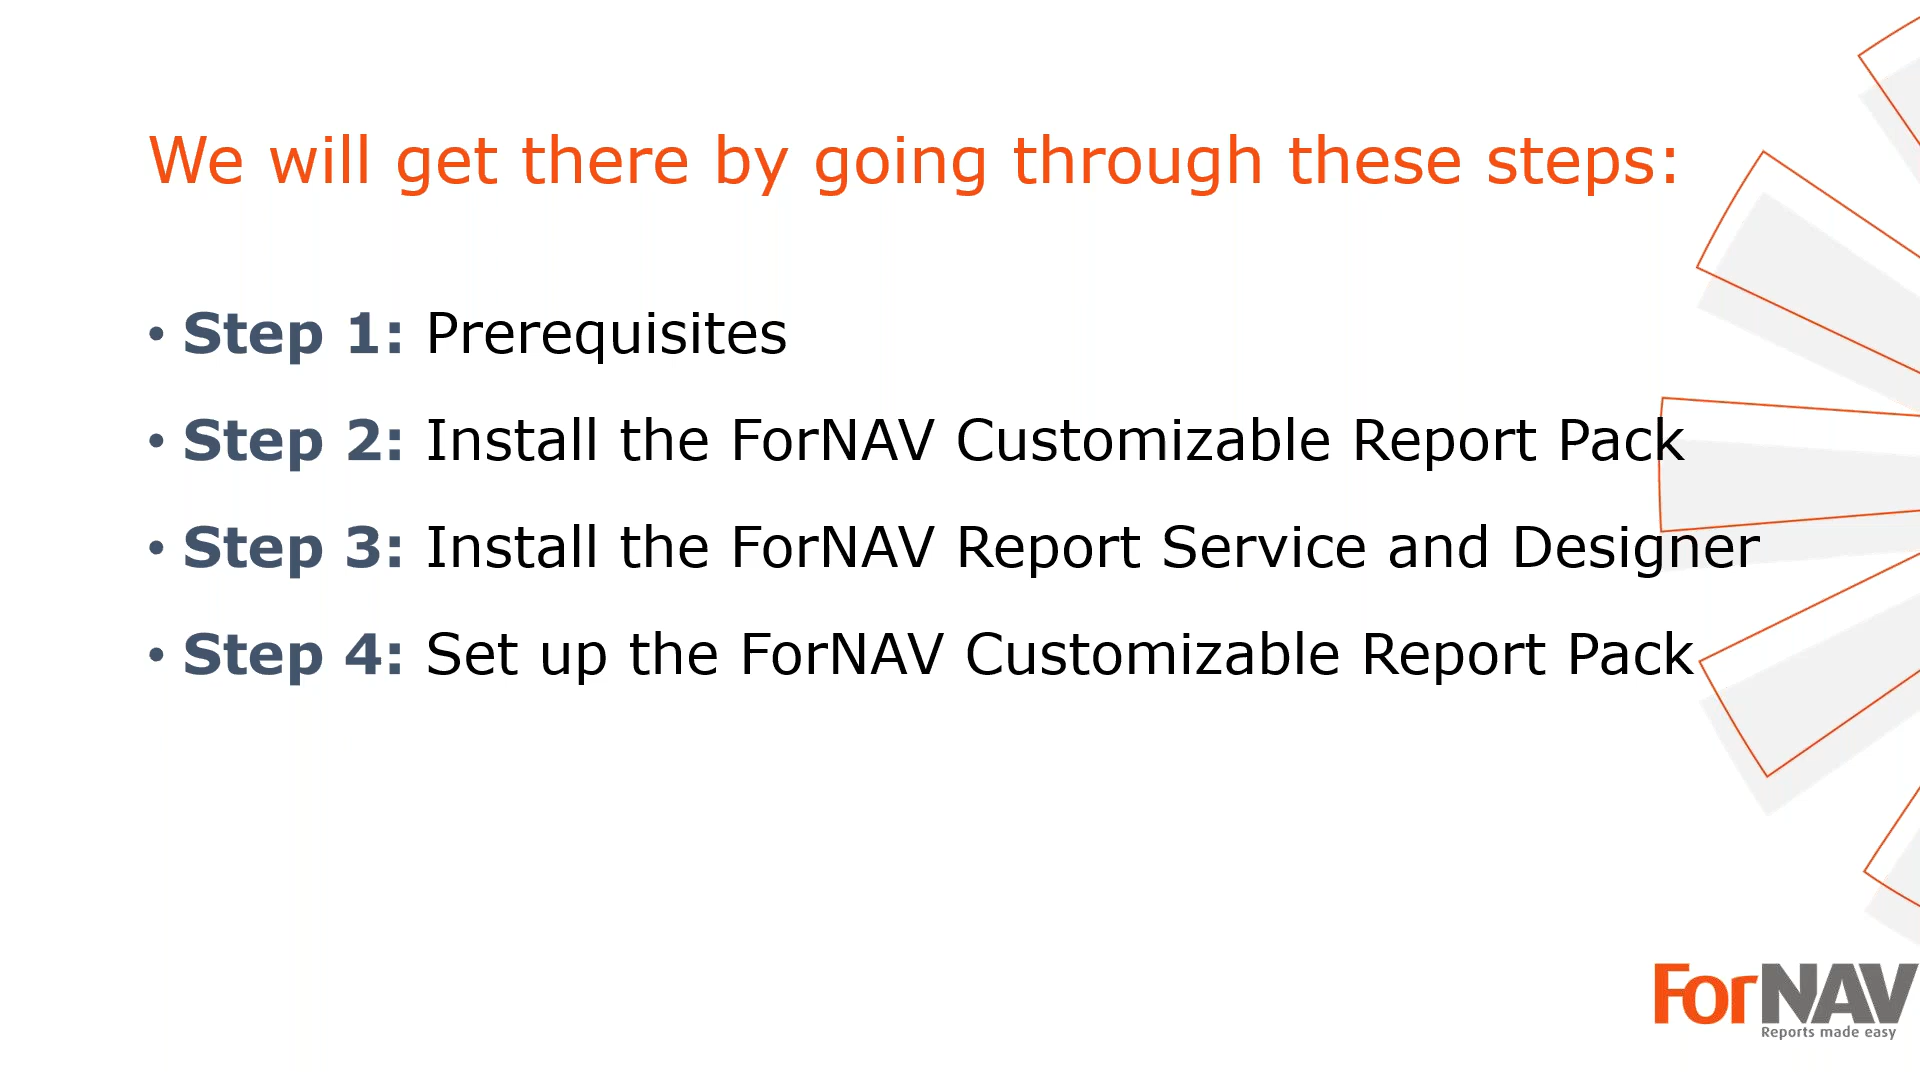 We will get there by going through these steps:
• Step 1: Prerequisites
• Step 2: Install the ForNAV Customizable Report Pack
• Step 3: Install the ForNAV Report Service and Designer
• Step 4: Set up the ForNAV Customizable Report Pack
ForNAV
Reports made easy